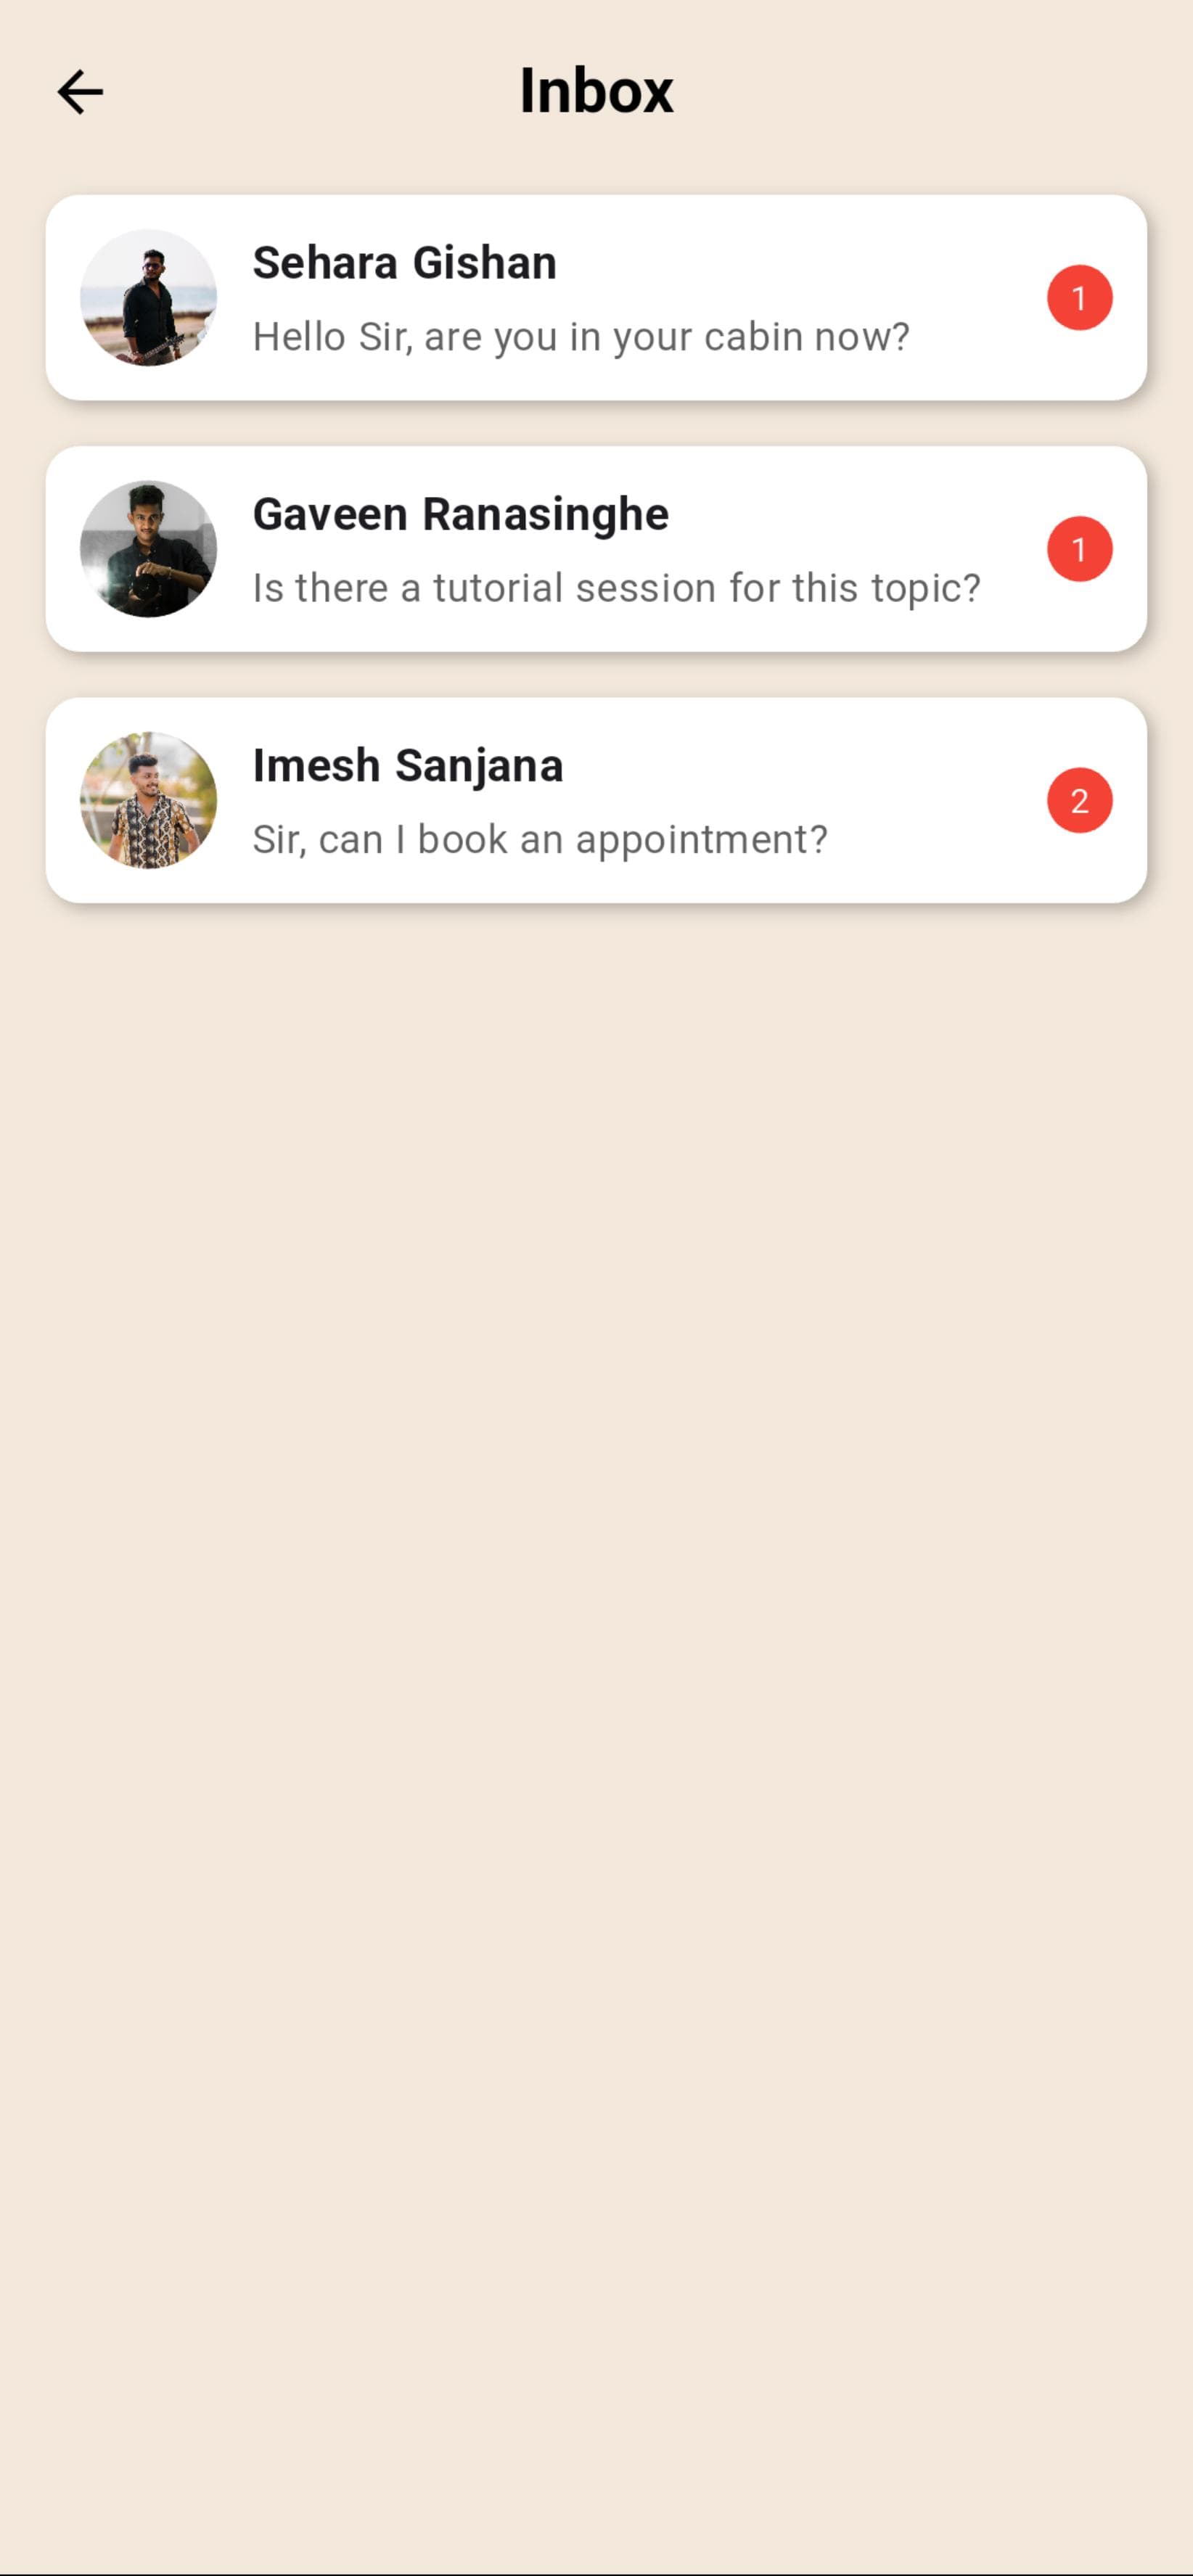 Inbox
Sehara Gishan
Hello Sir, are you in your cabin now?
1
Gaveen Ranasinghe
Is there a tutorial session for this topic?
1
Imesh Sanjana
Sir, can I book an appointment?
2